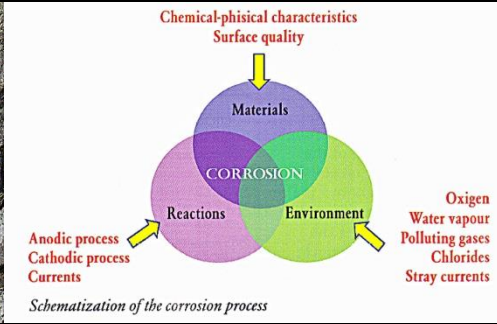 Chemical-phisical characteristics
Surface quality
Materials
CORROSION
Reactions
Environment
Anodic process
Cathodic process
Currents
Oxigen
Water vapour
Polluting gases
Chlorides
Stray currents
Schematization of the corrosion process